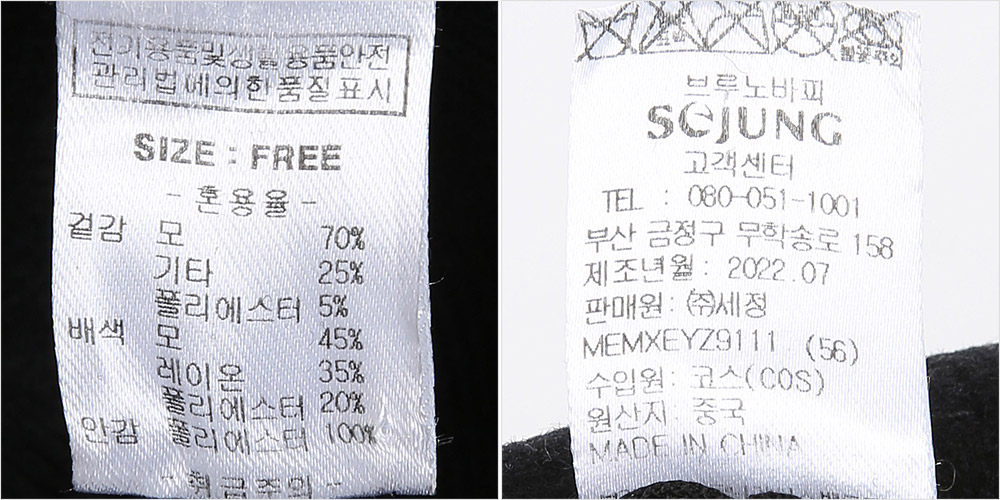 전기용품및생활용품안전
관리법에의한품질표시
SIZE : FREE
- 혼용율 -
겉감 모 70%
기타 25%
폴리에스터 5%
배색 모 45%
레이온 35%
폴리에스터 20%
안감 폴리에스터 100%
- 취급주의 -
브루노바피
SEJUNG
고객센터
TEL : 080-051-1001
부산 금정구 무학송로 158
제조년월 : 2022.07
판매원 : ㈜세정
MEMXEYZ9111 (56)
수입원 : 코스(COS)
원산지 : 중국
MADE IN CHINA